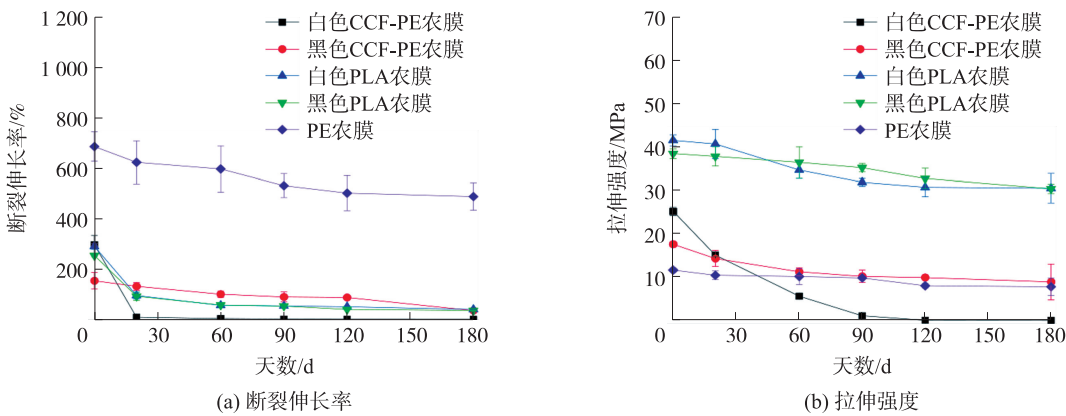 1 200
1 000
800
600
400
200
0
30
60
90
120
150
180
断裂伸长率/%
天数/d
白色CCF-PE农膜
黑色CCF-PE农膜
白色PLA农膜
黑色PLA农膜
PE农膜
(a) 断裂伸长率
70
60
50
40
30
20
10
0
30
60
90
120
150
180
拉伸强度/MPa
天数/d
白色CCF-PE农膜
黑色CCF-PE农膜
白色PLA农膜
黑色PLA农膜
PE农膜
(b) 拉伸强度